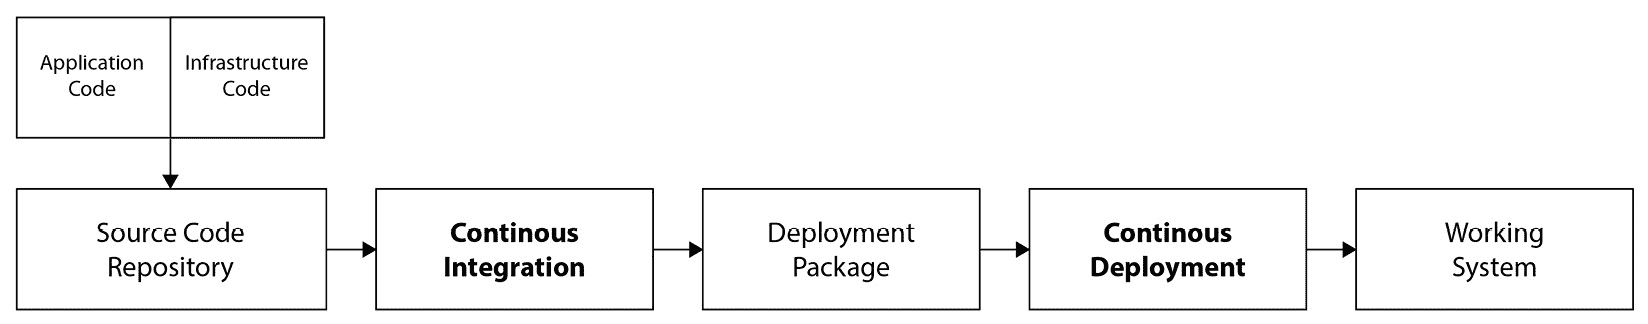 Application
Code
Infrastructure
Code
Source Code
Repository
Continous
Integration
Deployment
Package
Continous
Deployment
Working
System